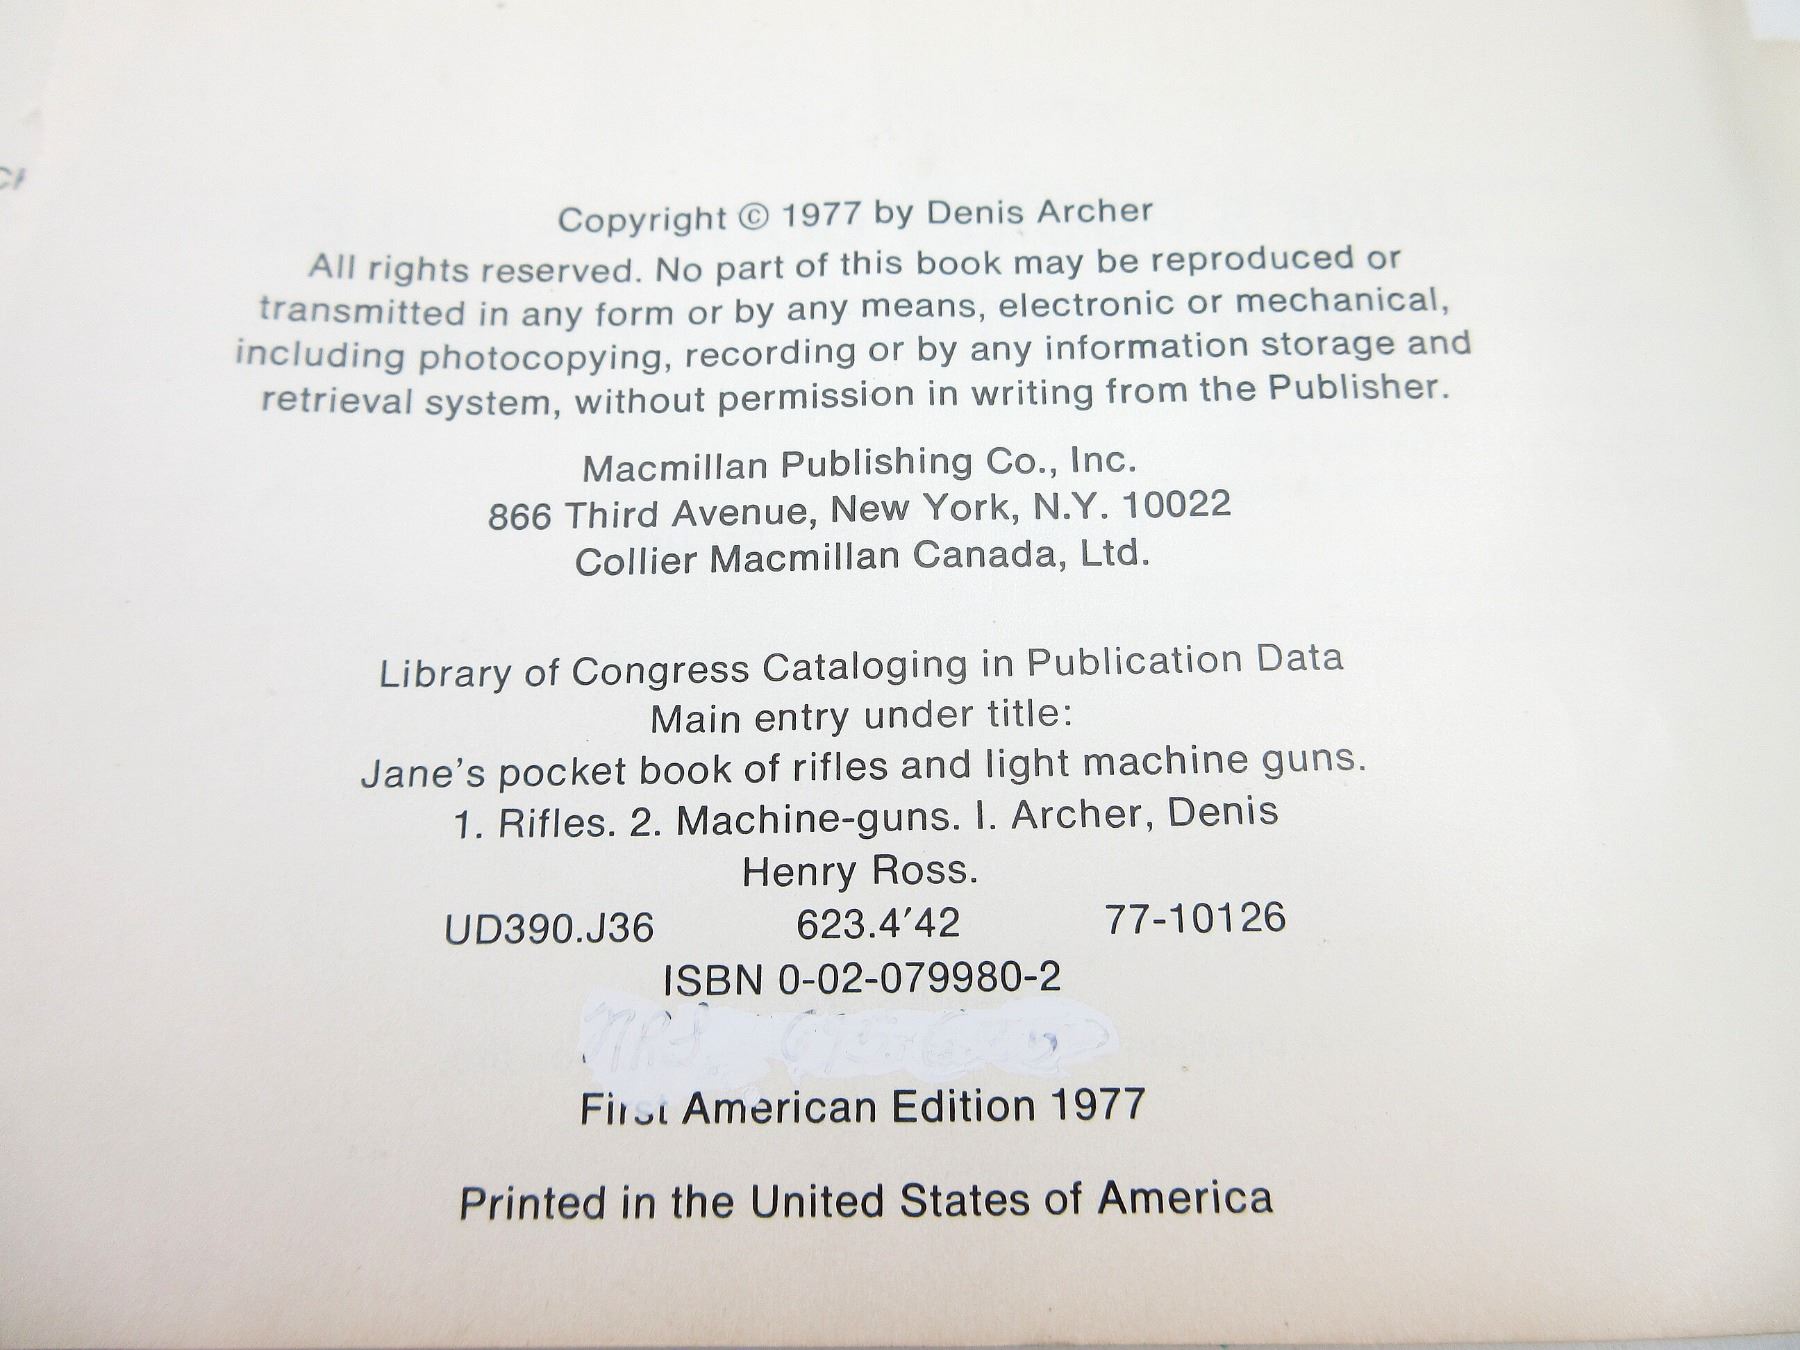 Copyright © 1977 by Denis Archer
All rights reserved. No part of this book may be reproduced or
transmitted in any form or by any means, electronic or mechanical,
including photocopying, recording or by any information storage and
retrieval system, without permission in writing from the Publisher.
Macmillan Publishing Co., Inc.
866 Third Avenue, New York, N.Y. 10022
Collier Macmillan Canada, Ltd.
Library of Congress Cataloging in Publication Data
Main entry under title:
Jane's pocket book of rifles and light machine guns.
1. Rifles. 2. Machine-guns. I. Archer, Denis
Henry Ross.
UD390.J36 623.4'42 77-10126
ISBN 0-02-079980-2
First American Edition 1977
Printed in the United States of America